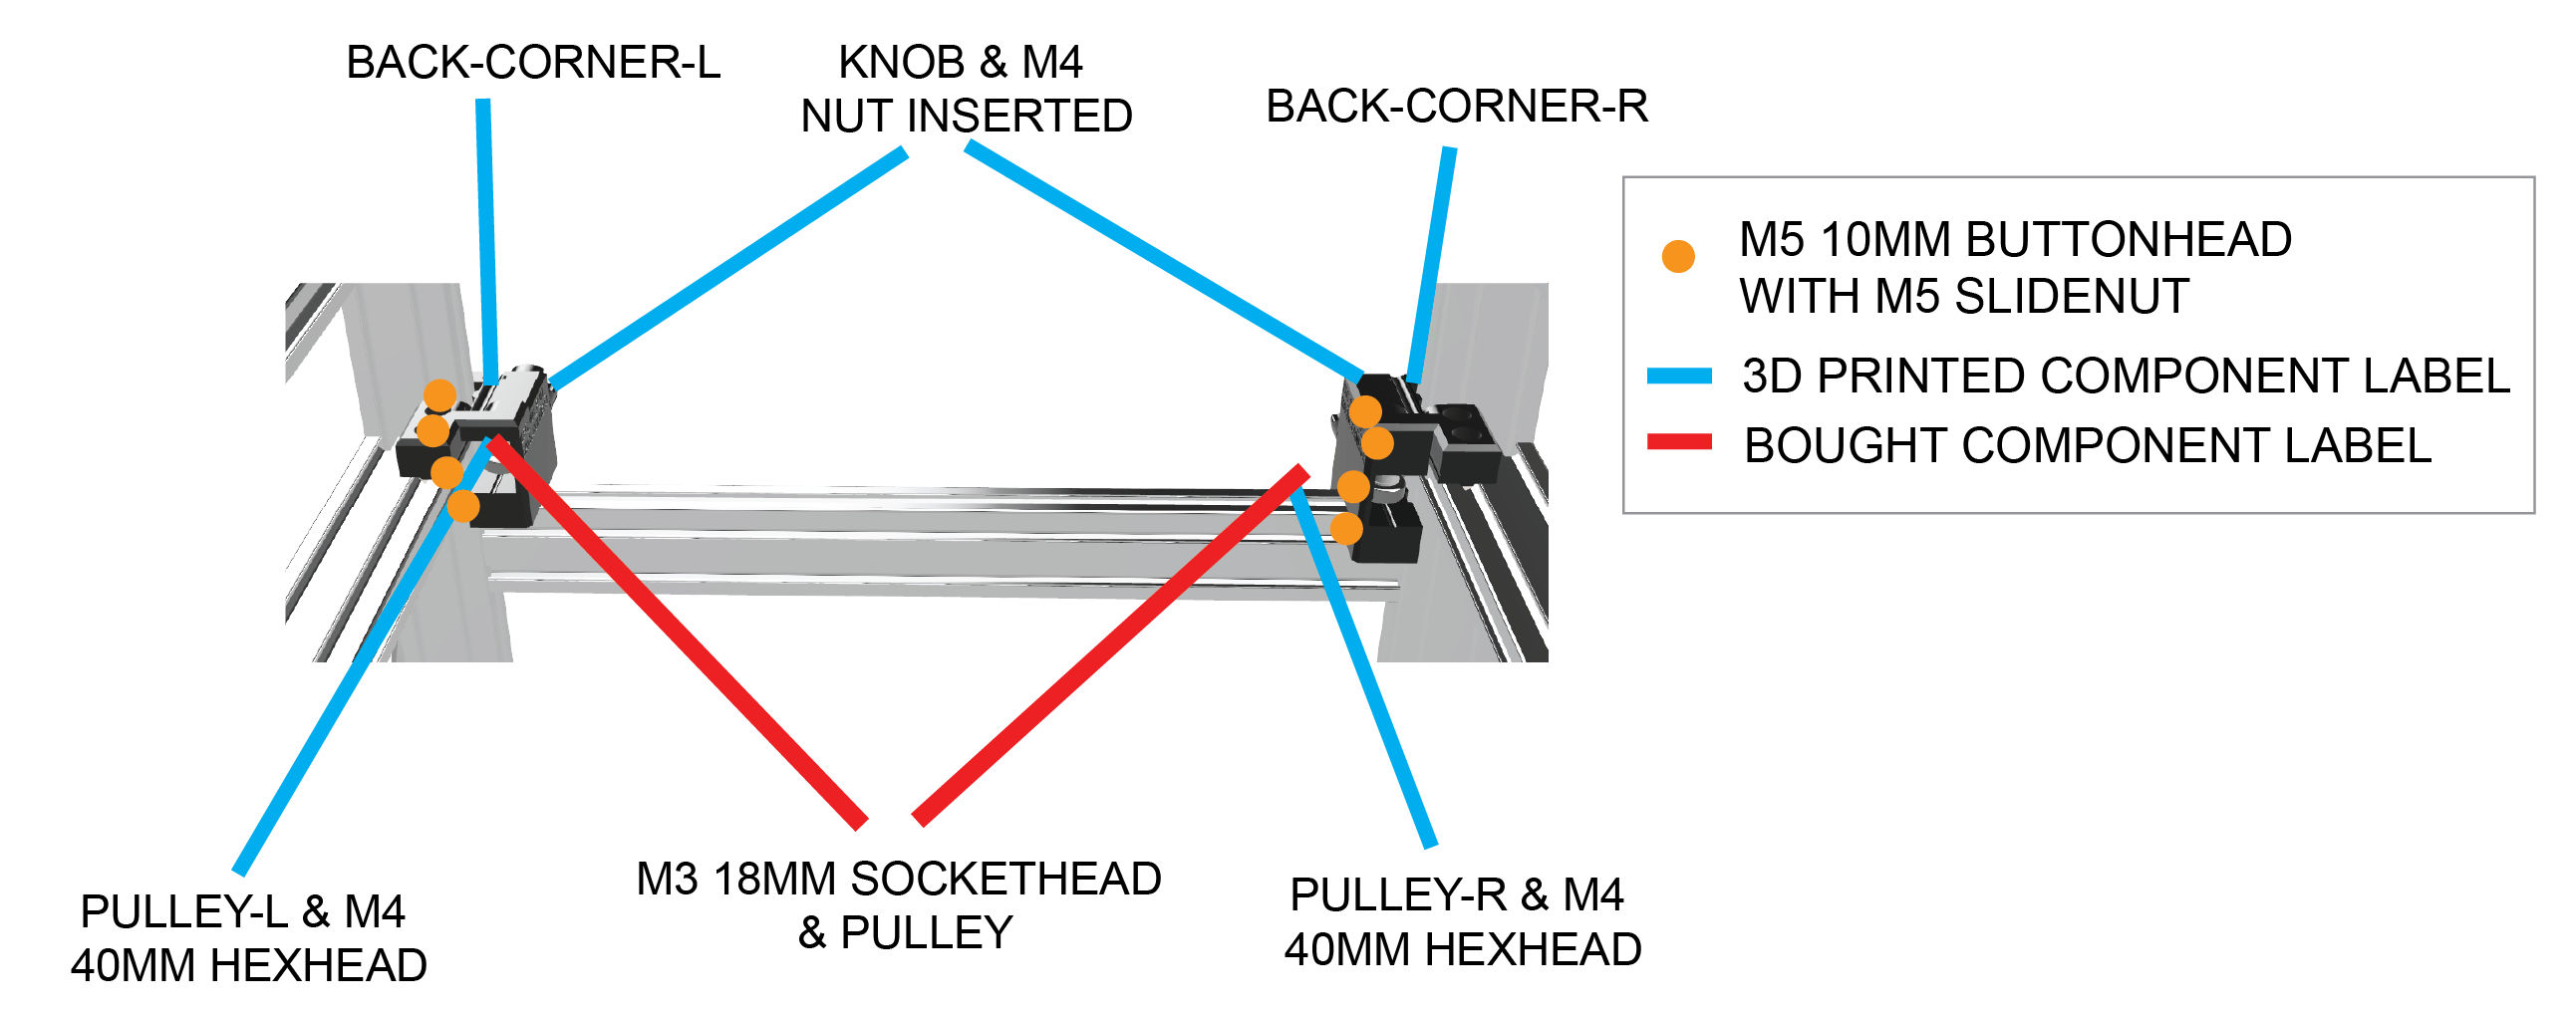 BACK-CORNER-L
KNOB & M4
NUT INSERTED
BACK-CORNER-R
M5 10MM BUTTONHEAD
WITH M5 SLIDENUT
3D PRINTED COMPONENT LABEL
BOUGHT COMPONENT LABEL
PULLEY-L & M4
40MM HEXHEAD
M3 18MM SOCKETHEAD
& PULLEY
PULLEY-R & M4
40MM HEXHEAD